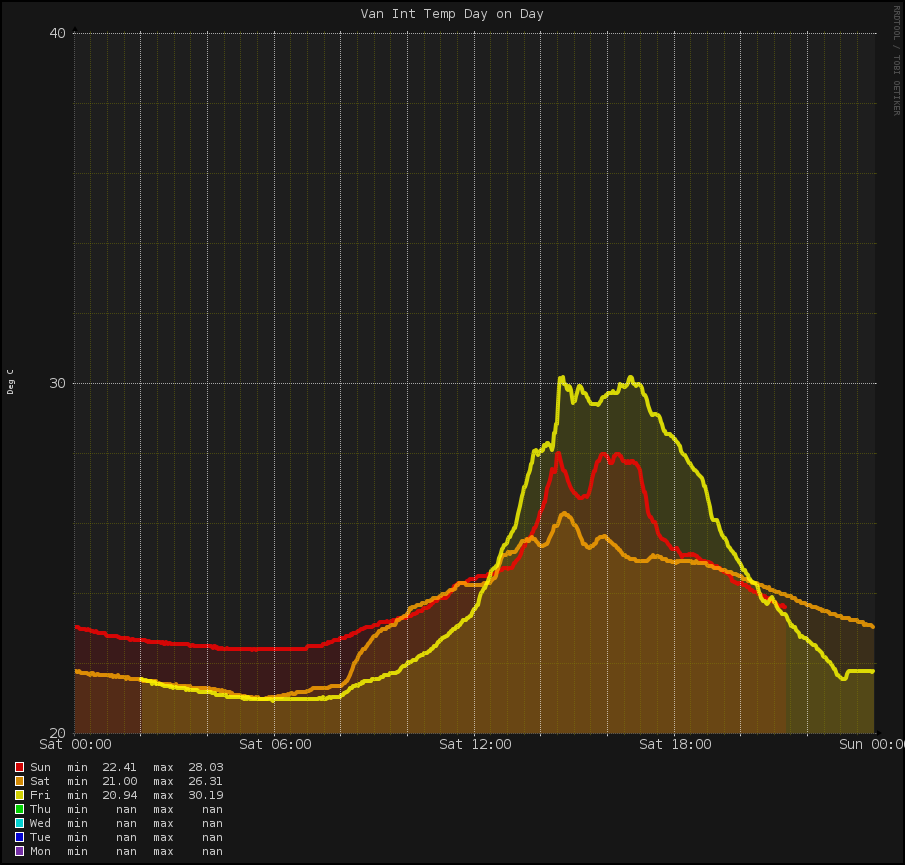 Van Int Temp Day on Day
RRDTOOL / TOBI OETIKER
40
30
20
Deg C
Sat 00:00 Sat 06:00 Sat 12:00 Sat 18:00 Sun 00:0
Sun min 22.41 max 28.03
Sat min 21.00 max 26.31
Fri min 20.94 max 30.19
Thu min nan max nan
Wed min nan max nan
Tue min nan max nan
Mon min nan max nan